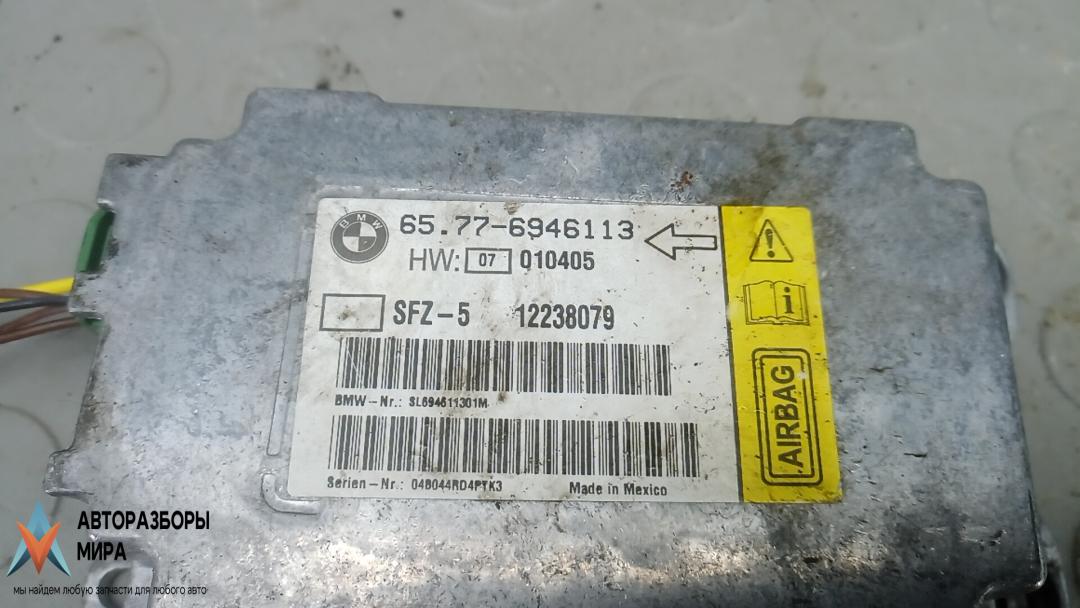 BMW
65.77-6946113
HW: 07 010405
SFZ-5 12238079
BMW-Nr.: SL694611301M
Serien-Nr.: 048044RD4PTK3 Made in Mexico
i
AIRBAG
АВТОРАЗБОРЫ
МИРА
мы найдем любую запчасти для любого авто